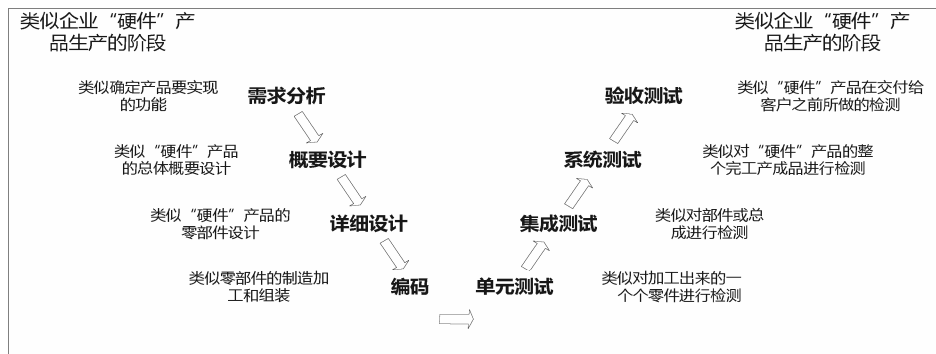 类似企业“硬件”产
品生产的阶段
类似企业“硬件”产
品生产的阶段
类似确定产品要实现
的功能
需求分析
验收测试
类似“硬件”产品在交付给
客户之前所做的检测
类似“硬件”产品
的总体概要设计
概要设计
系统测试
类似对“硬件”产品的整
个完工产成品进行检测
类似“硬件”产品的
零部件设计
详细设计
集成测试
类似对部件或总
成进行检测
类似零部件的制造加
工和组装
编码
单元测试
类似对加工出来的一
个个零件进行检测